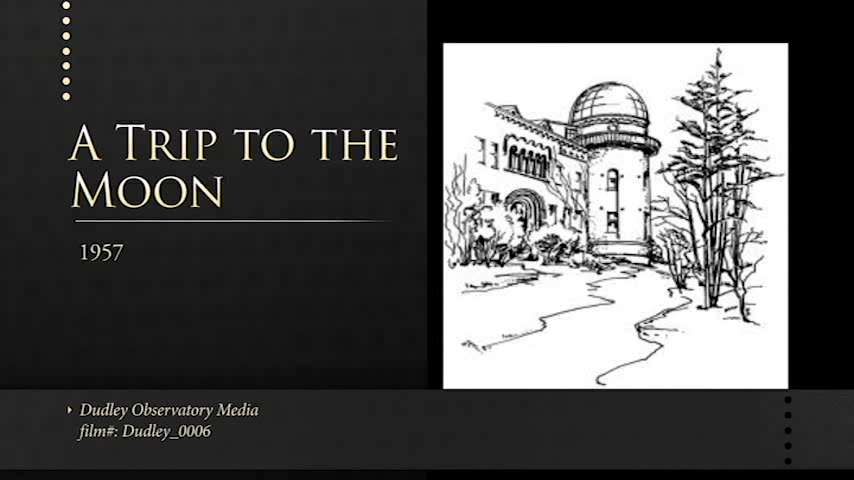 A Trip to the
Moon
1957
Dudley Observatory Media
film#: Dudley_0006